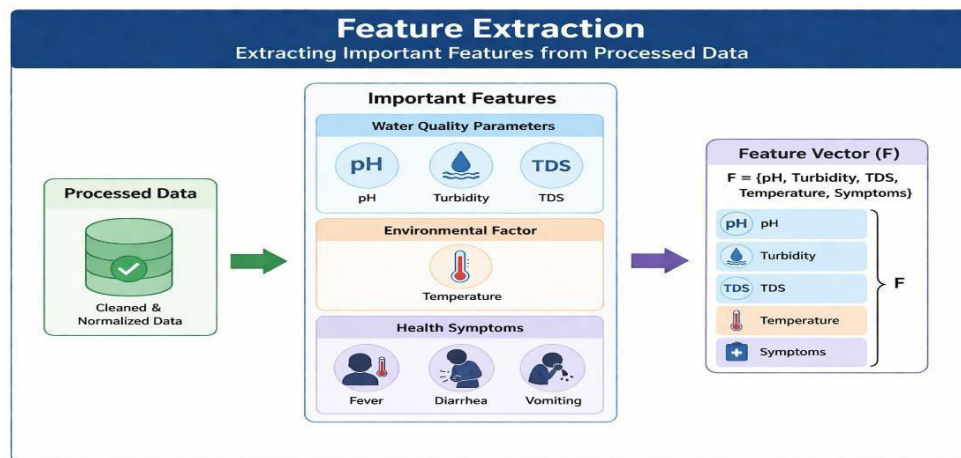 Feature Extraction
Extracting Important Features from Processed Data
Processed Data
Cleaned &
Normalized Data
Important Features
Water Quality Parameters
pH
TDS
pH
Turbidity
TDS
Environmental Factor
Temperature
Health Symptoms
Fever
Diarrhea
Vomiting
Feature Vector (F)
F = {pH, Turbidity, TDS,
Temperature, Symptoms}
pH pH
Turbidity
TDS TDS
Temperature
Symptoms
F